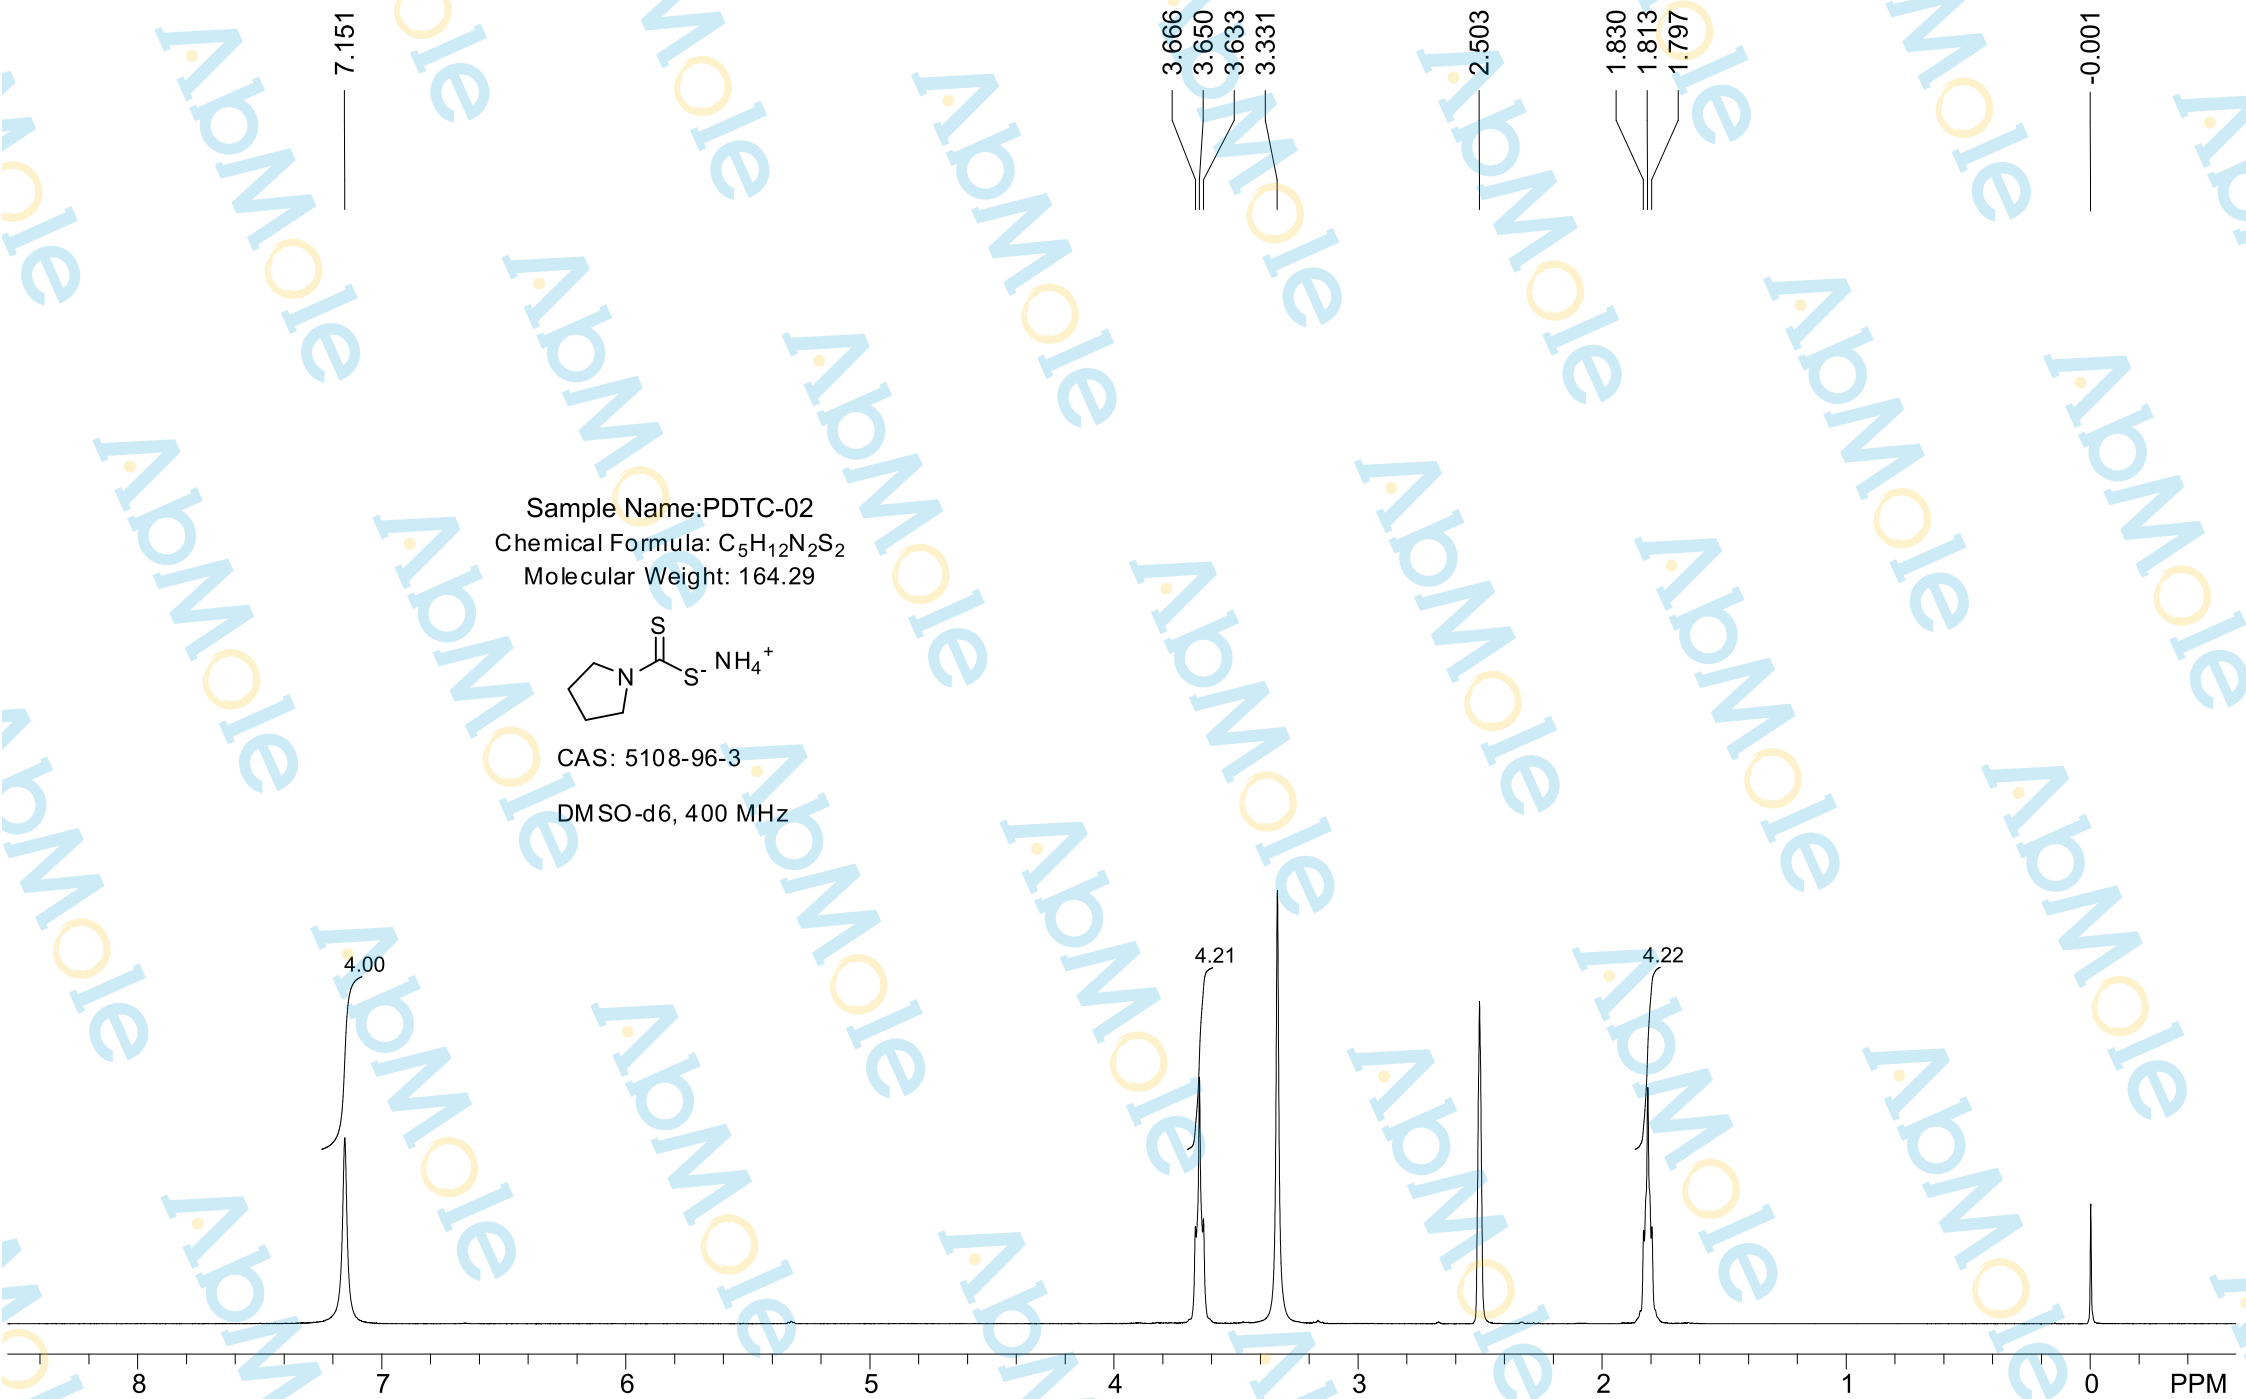 7.151
3.666
3.650
3.633
3.331
2.503
1.830
1.813
1.797
-0.001
Sample Name:PDTC-02
Chemical Formula: C₅H₁₂N₂S₂
Molecular Weight: 164.29
S
N
S⁻ NH₄⁺
CAS: 5108-96-3
DMSO-d6, 400 MHz
4.00
4.21
4.22
8 7 6 5 4 3 2 1 0 PPM
AbMole